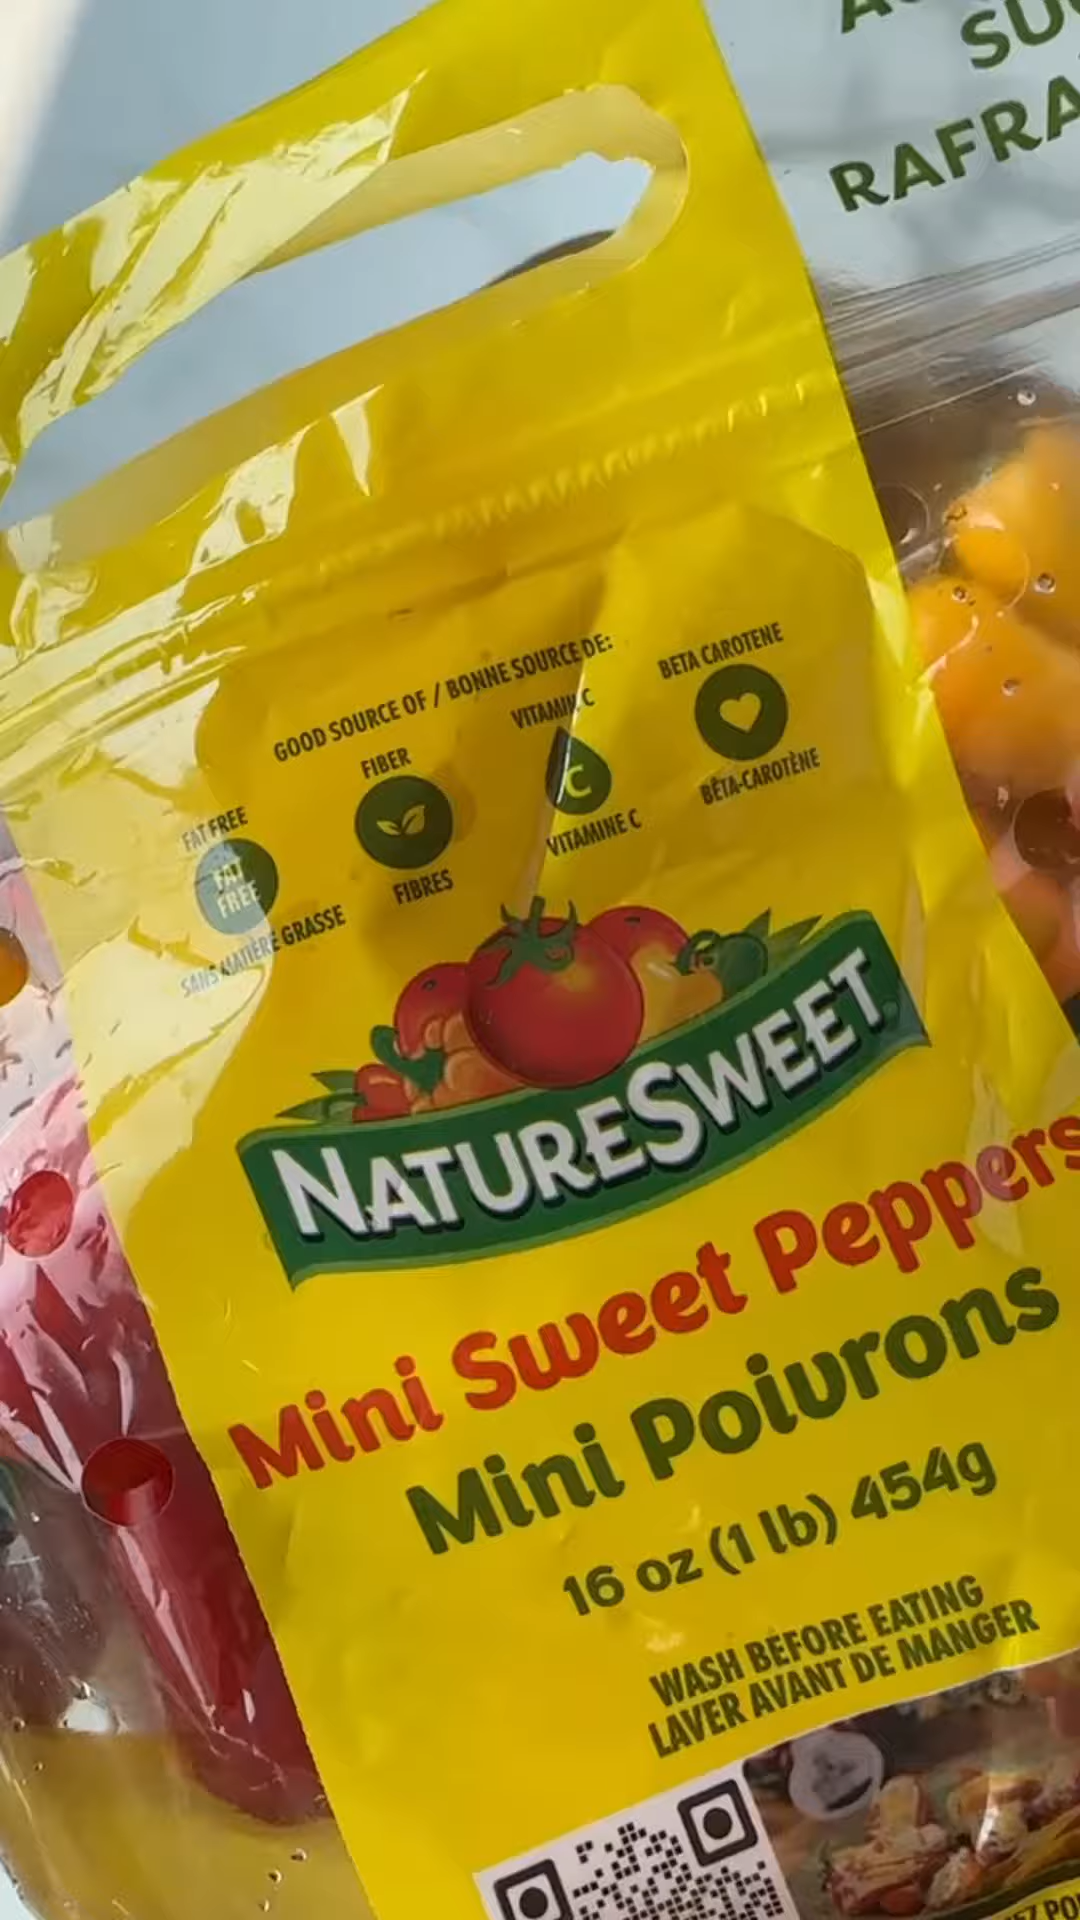 RAFRA
GOOD SOURCE OF / BONNE SOURCE DE:
FAT FREE
FAT
FREE
SANS MATIÈRE GRASSE
FIBER
FIBRES
VITAMIN C
C
VITAMINE C
BETA CAROTENE
BÊTA-CAROTÈNE
NATURESWEET
Mini Sweet Peppers
Mini Poivrons
16 oz (1 lb) 454g
WASH BEFORE EATING
LAVER AVANT DE MANGER